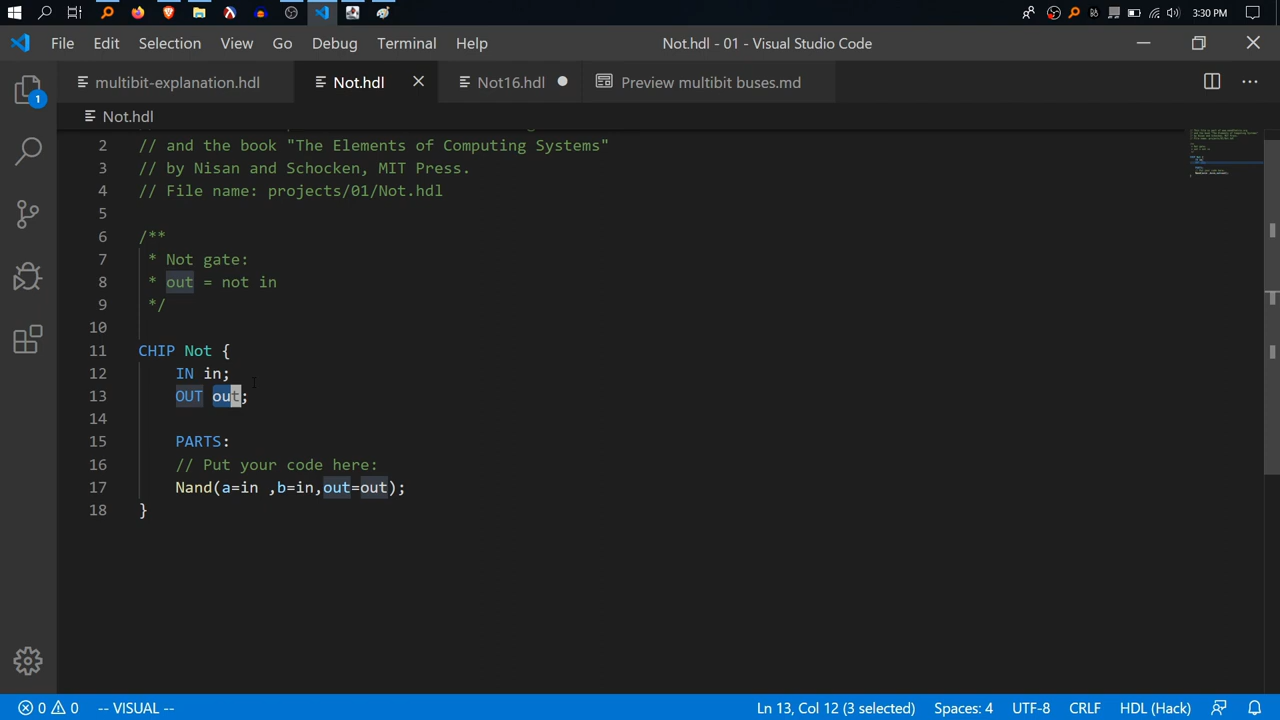 3:30 PM
File Edit Selection View Go Debug Terminal Help Not.hdl - 01 - Visual Studio Code
multibit-explanation.hdl Not.hdl Not16.hdl Preview multibit buses.md
1
Not.hdl
2 // and the book "The Elements of Computing Systems"
3 // by Nisan and Schocken, MIT Press.
4 // File name: projects/01/Not.hdl
5
6 /**
7 * Not gate:
8 * out = not in
9 */
10
11 CHIP Not {
12 IN in;
13 OUT out;
14
15 PARTS:
16 // Put your code here:
17 Nand(a=in ,b=in,out=out);
18 }
0 0 -- VISUAL -- Ln 13, Col 12 (3 selected) Spaces: 4 UTF-8 CRLF HDL (Hack)